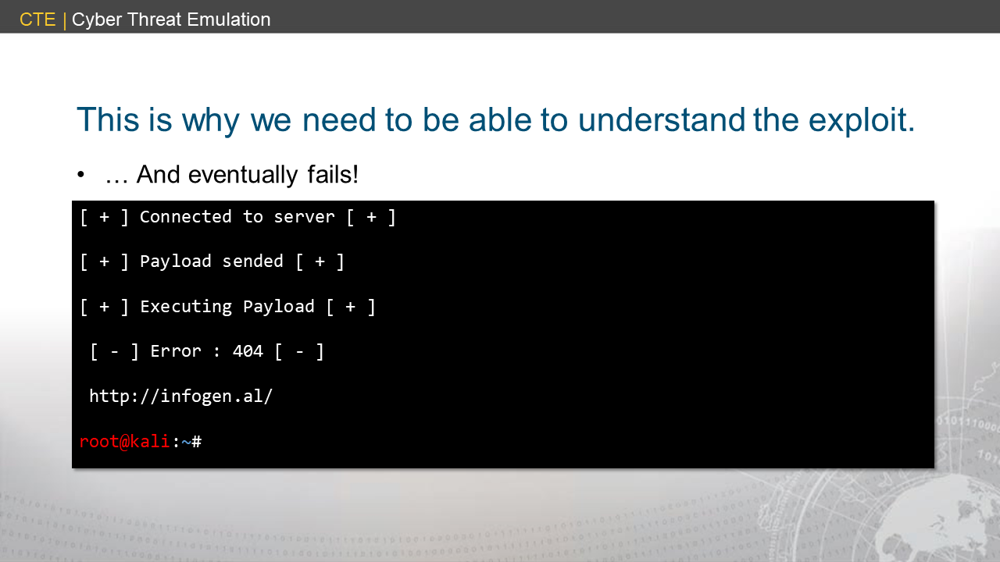 CTE | Cyber Threat Emulation
This is why we need to be able to understand the exploit.
• … And eventually fails!
[ + ] Connected to server [ + ]
[ + ] Payload sended [ + ]
[ + ] Executing Payload [ + ]
[ - ] Error : 404 [ - ]
http://infogen.al/
root@kali:~#